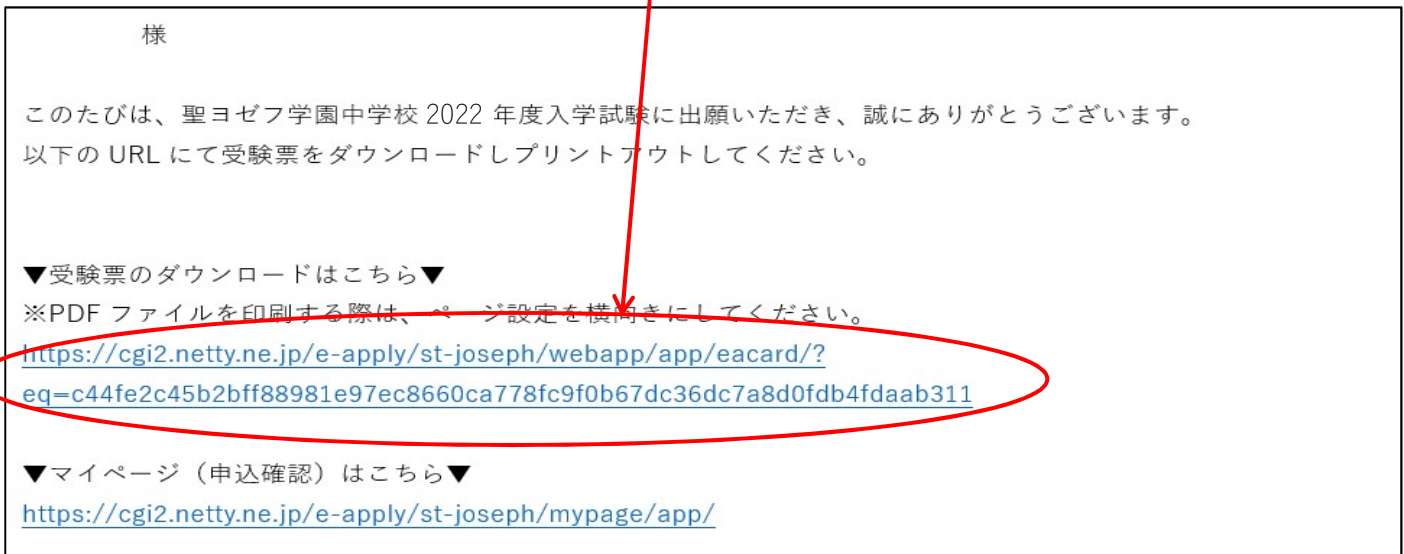 様
このたびは、聖ヨゼフ学園中学校 2022 年度入学試験に出願いただき、誠にありがとうございます。
以下の URL にて受験票をダウンロードしプリントアウトしてください。
▼受験票のダウンロードはこちら▼
※PDF ファイルを印刷する際は、ページ設定を横向きにしてください。
https://cgi2.netty.ne.jp/e-apply/st-joseph/webapp/app/eacard/?
eq=c44fe2c45b2bff88981e97ec8660ca778fc9f0b67dc36dc7a8d0fdb4fdaab311
▼マイページ（申込確認）はこちら▼
https://cgi2.netty.ne.jp/e-apply/st-joseph/mypage/app/